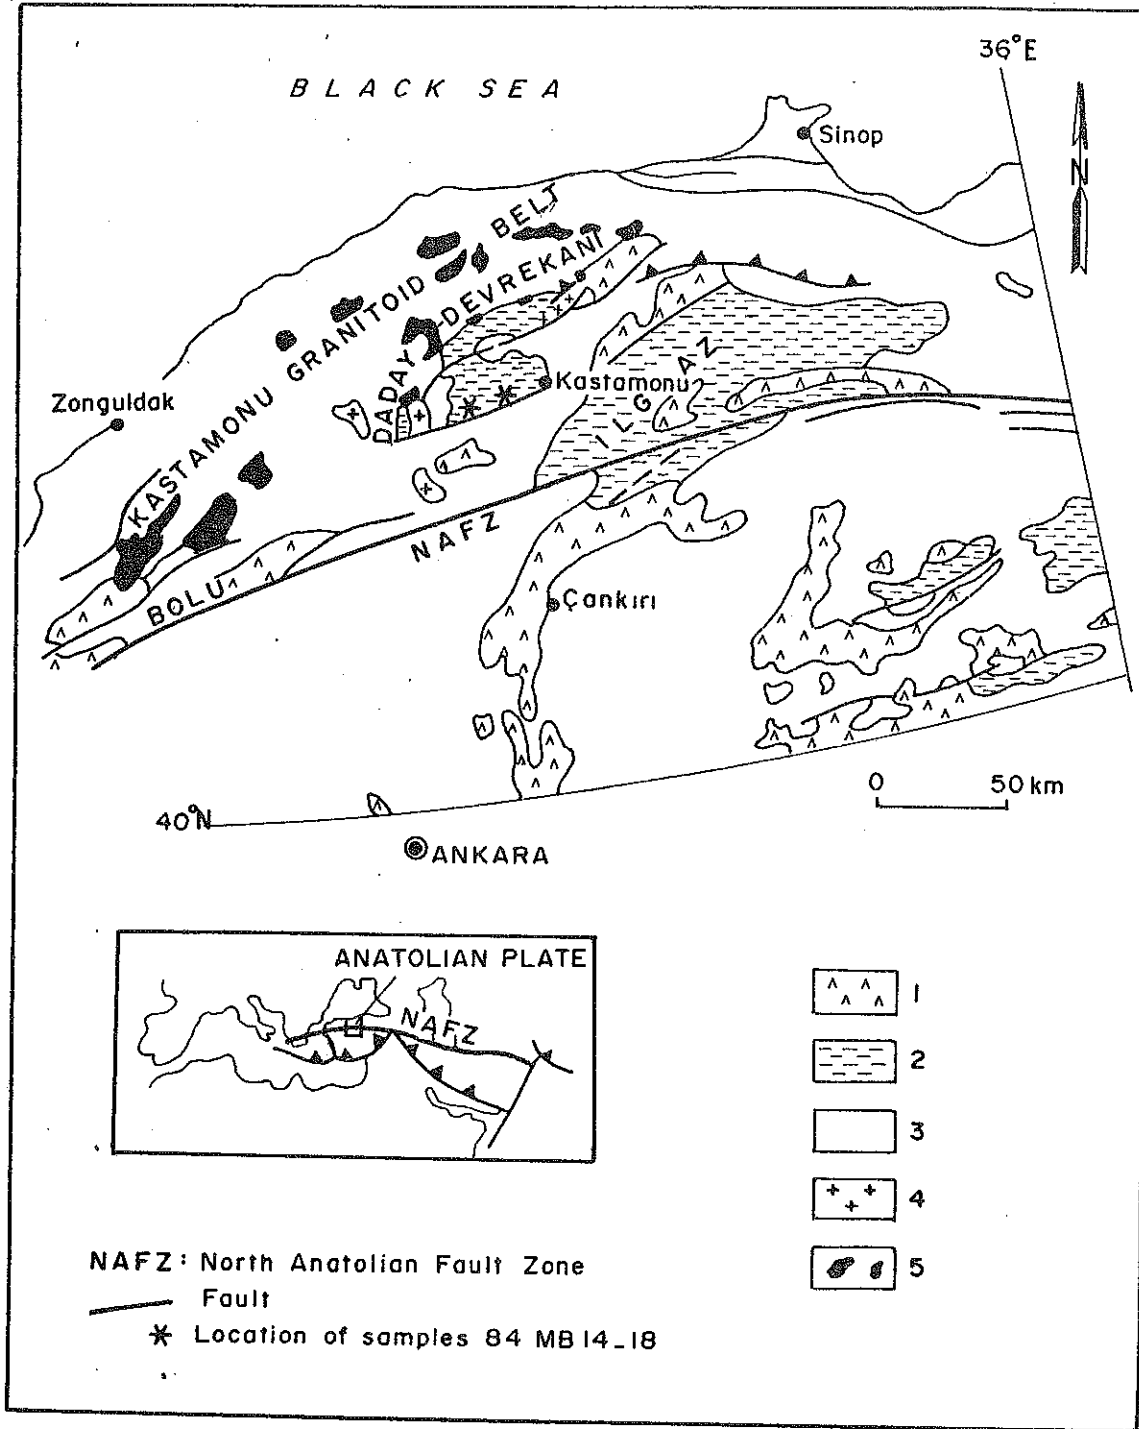 36°E
BLACK SEA
Sinop
N
KASTAMONU GRANITOID BELT
DADAY-DEVREKANI
Kastamonu
ILGAZ
Zonguldak
NAFZ
BOLU
Çankırı
0 50 km
40°N
ANKARA
ANATOLIAN PLATE
NAFZ
1
2
3
4
5
NAFZ: North Anatolian Fault Zone
Fault
* Location of samples 84 MB 14-18